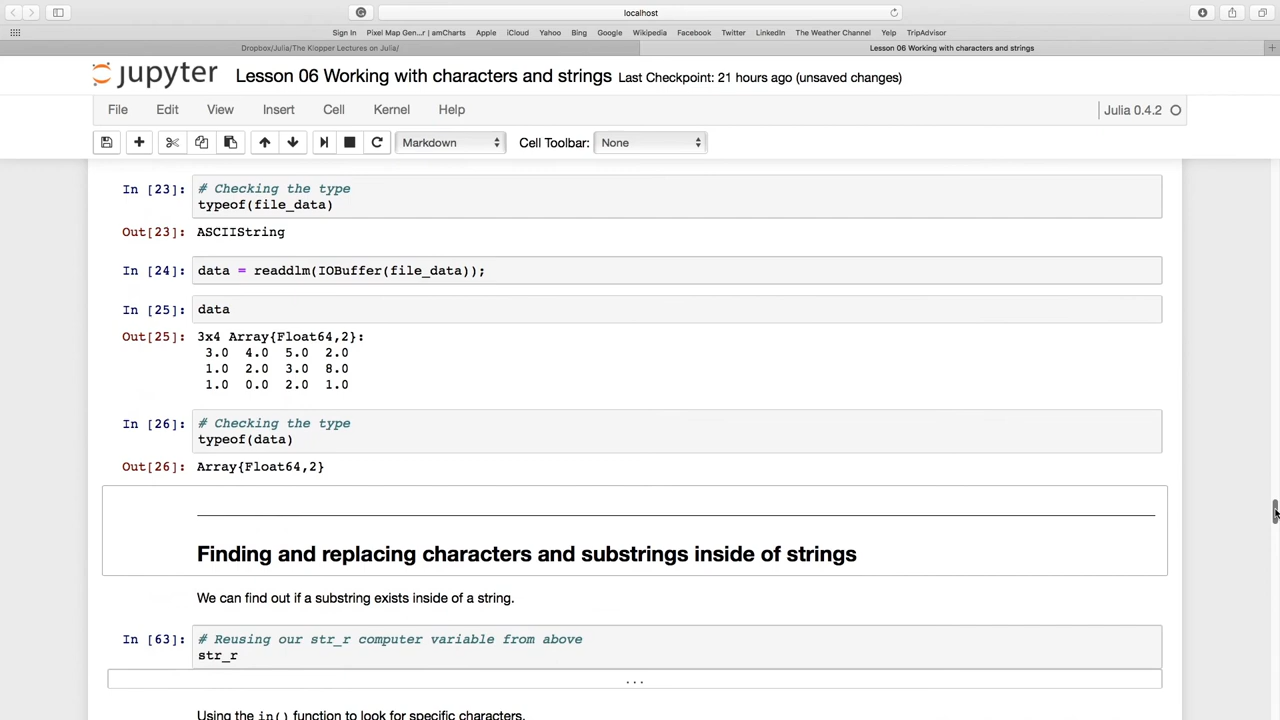 localhost
Sign In Pixel Map Gen...r | amCharts Apple iCloud Yahoo Bing Google Wikipedia Facebook Twitter LinkedIn The Weather Channel Yelp TripAdvisor
Dropbox/Julia/The Klopper Lectures on Julia/ Lesson 06 Working with characters and strings
jupyter Lesson 06 Working with characters and strings Last Checkpoint: 21 hours ago (unsaved changes)
File Edit View Insert Cell Kernel Help Julia 0.4.2
Markdown Cell Toolbar: None
In [23]: # Checking the type
typeof(file_data)
Out[23]: ASCIIString
In [24]: data = readdlm(IOBuffer(file_data));
In [25]: data
Out[25]: 3x4 Array{Float64,2}:
3.0 4.0 5.0 2.0
1.0 2.0 3.0 8.0
1.0 0.0 2.0 1.0
In [26]: # Checking the type
typeof(data)
Out[26]: Array{Float64,2}
Finding and replacing characters and substrings inside of strings
We can find out if a substring exists inside of a string.
In [63]: # Reusing our str_r computer variable from above
str_r
...
Using the in() function to look for specific characters.